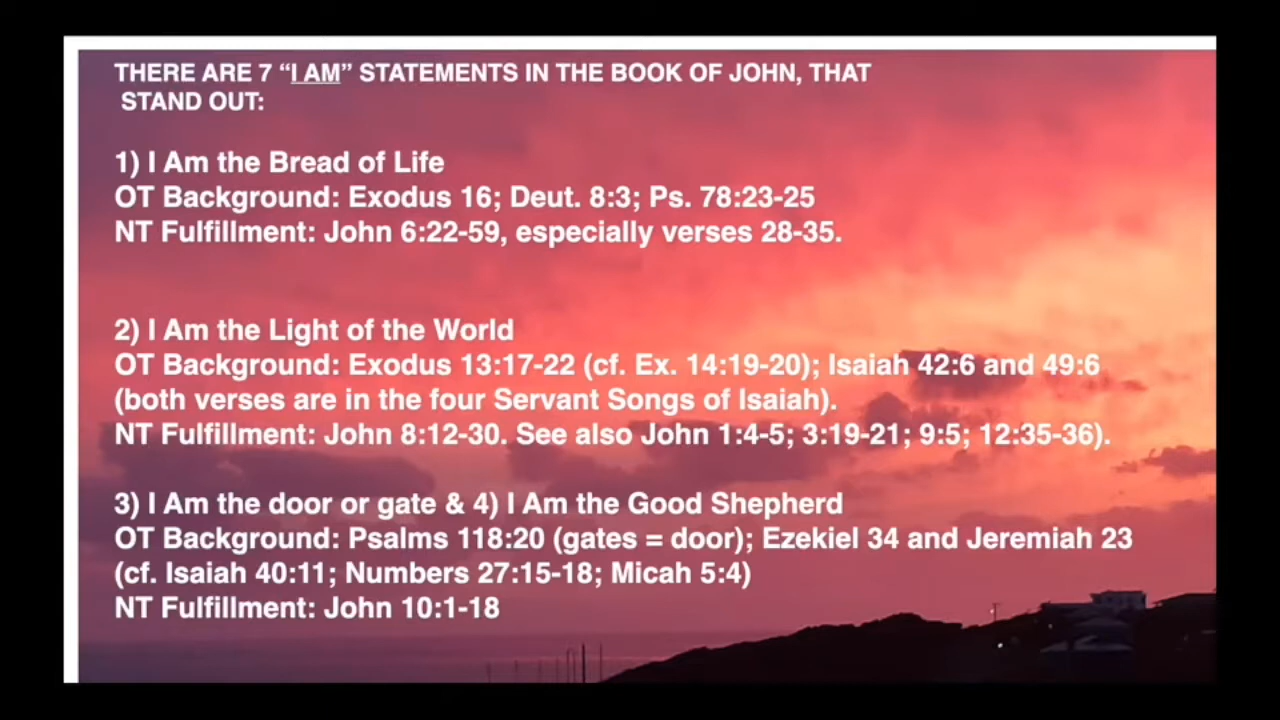 THERE ARE 7 “I AM” STATEMENTS IN THE BOOK OF JOHN, THAT
STAND OUT:
1) I Am the Bread of Life
OT Background: Exodus 16; Deut. 8:3; Ps. 78:23-25
NT Fulfillment: John 6:22-59, especially verses 28-35.
2) I Am the Light of the World
OT Background: Exodus 13:17-22 (cf. Ex. 14:19-20); Isaiah 42:6 and 49:6
(both verses are in the four Servant Songs of Isaiah).
NT Fulfillment: John 8:12-30. See also John 1:4-5; 3:19-21; 9:5; 12:35-36).
3) I Am the door or gate & 4) I Am the Good Shepherd
OT Background: Psalms 118:20 (gates = door); Ezekiel 34 and Jeremiah 23
(cf. Isaiah 40:11; Numbers 27:15-18; Micah 5:4)
NT Fulfillment: John 10:1-18